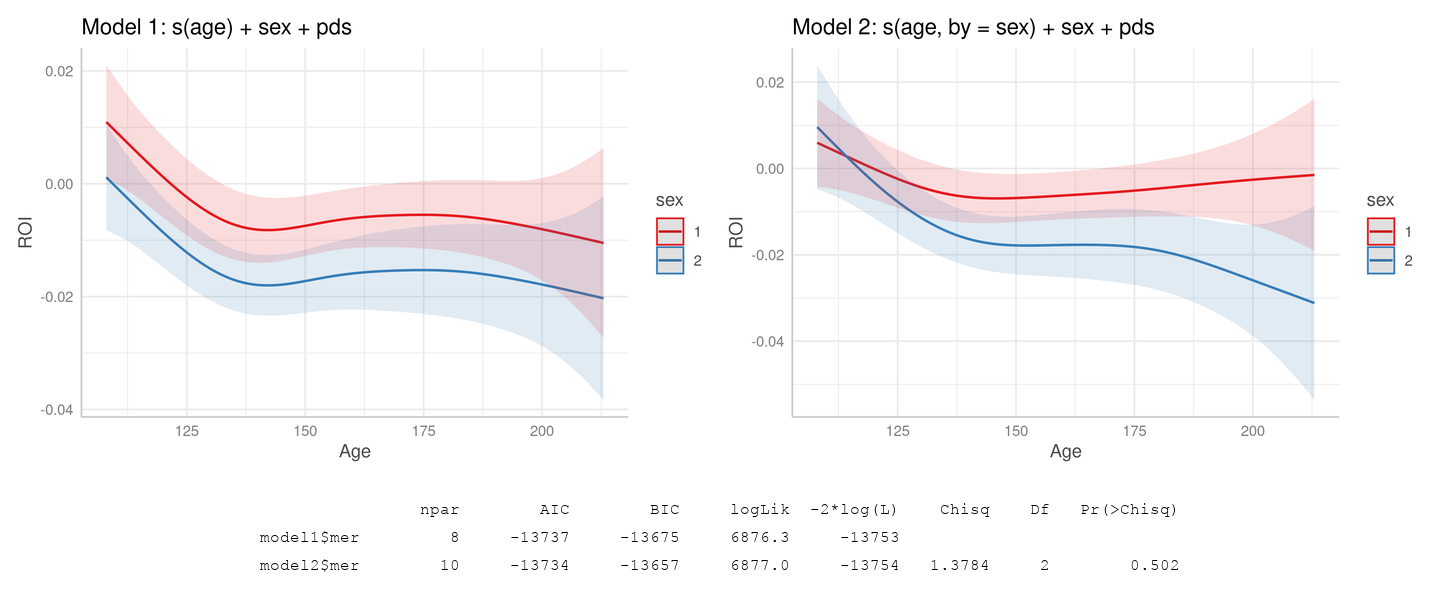 Model 1: s(age) + sex + pds
0.02
0.00
-0.02
-0.04
ROI
125 150 175 200
Age
sex
1
2
Model 2: s(age, by = sex) + sex + pds
0.02
0.00
-0.02
-0.04
ROI
125 150 175 200
Age
sex
1
2
npar AIC BIC logLik -2*log(L) Chisq Df Pr(>Chisq)
model1$mer 8 -13737 -13675 6876.3 -13753
model2$mer 10 -13734 -13657 6877.0 -13754 1.3784 2 0.502